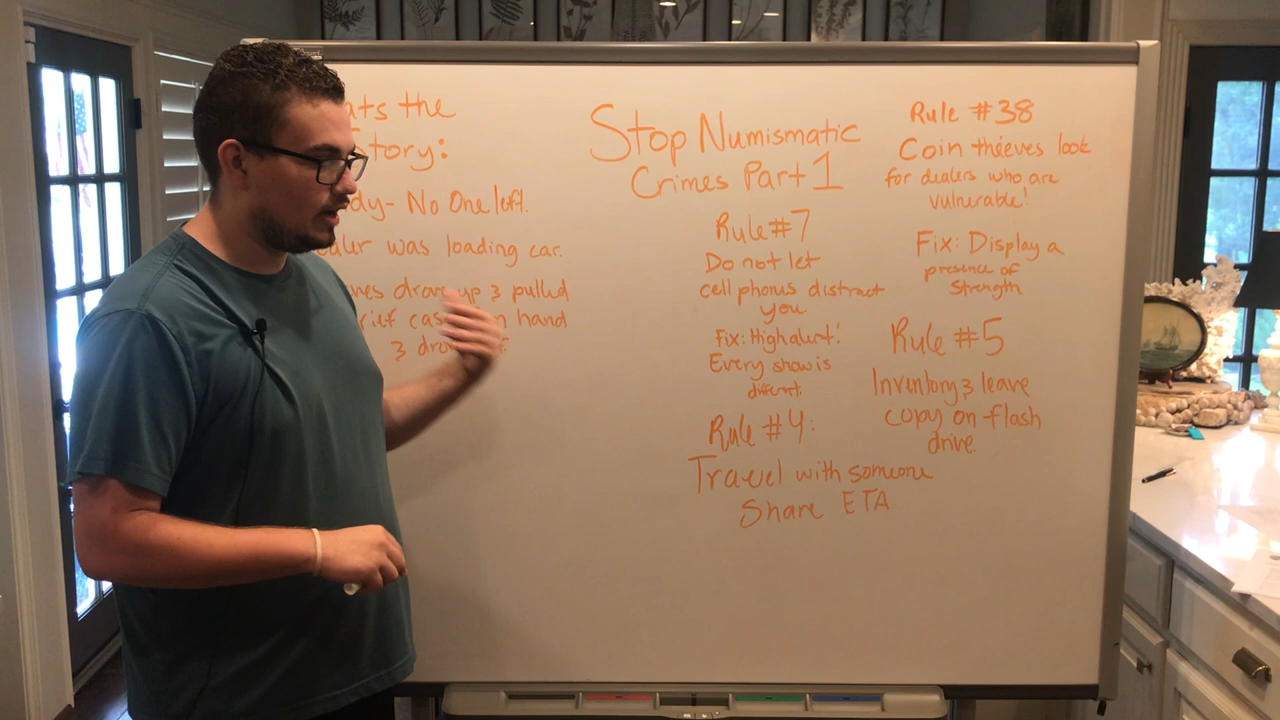 the
Story:
No One left.
was loading car.
drove up & pulled
hand
&
Stop Numismatic
Crimes Part 1
Rule #7
Do not let
cell phones distract
you
Fix: High alert!
Every show is
different.
Rule #4:
Travel with someone
Share ETA
Rule #38
Coin thieves look
for dealers who are
vulnerable!
Fix: Display a
presence of
Strength
Rule #5
Inventory & leave
copy on flash
drive.